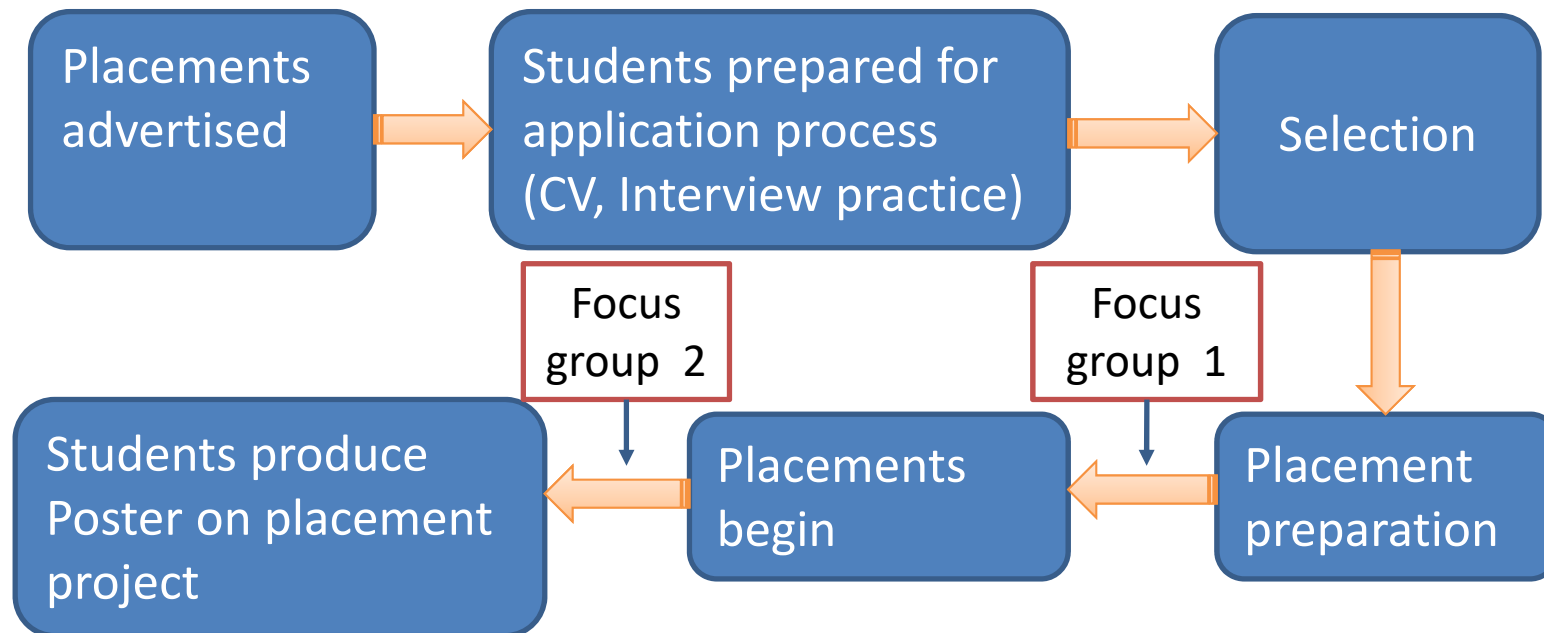 Placements
advertised
Students prepared for
application process
(CV, Interview practice)
Selection
Focus
group 2
Focus
group 1
Students produce
Poster on placement
project
Placements
begin
Placement
preparation